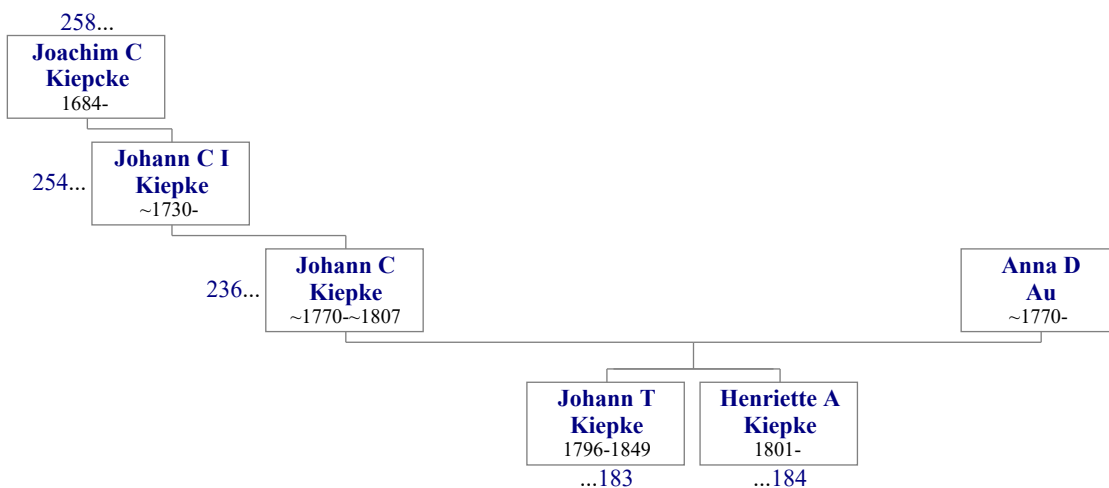 258...
Joachim C
Kiepcke
1684-
254...
Johann C I
Kiepke
~1730-
236...
Johann C
Kiepke
~1770-~1807
Anna D
Au
~1770-
Johann T
Kiepke
1796-1849
...183
Henriette A
Kiepke
1801-
...184